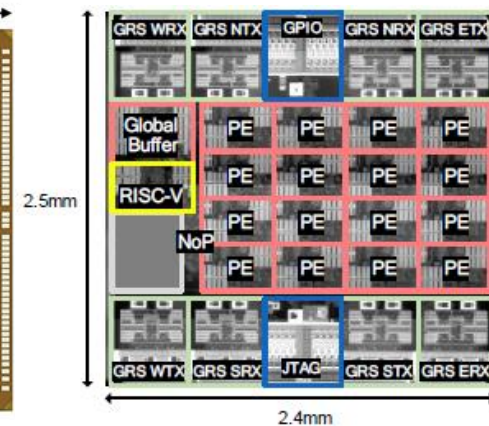 GRS WRX GRS NTX GPIO GRS NRX GRS ETX
Global
Buffer
PE PE PE PE
2.5mm
RISC-V
PE PE PE PE
NoP
PE PE PE PE
PE PE PE PE
GRS WTX GRS SRX JTAG GRS STX GRS ERX
2.4mm